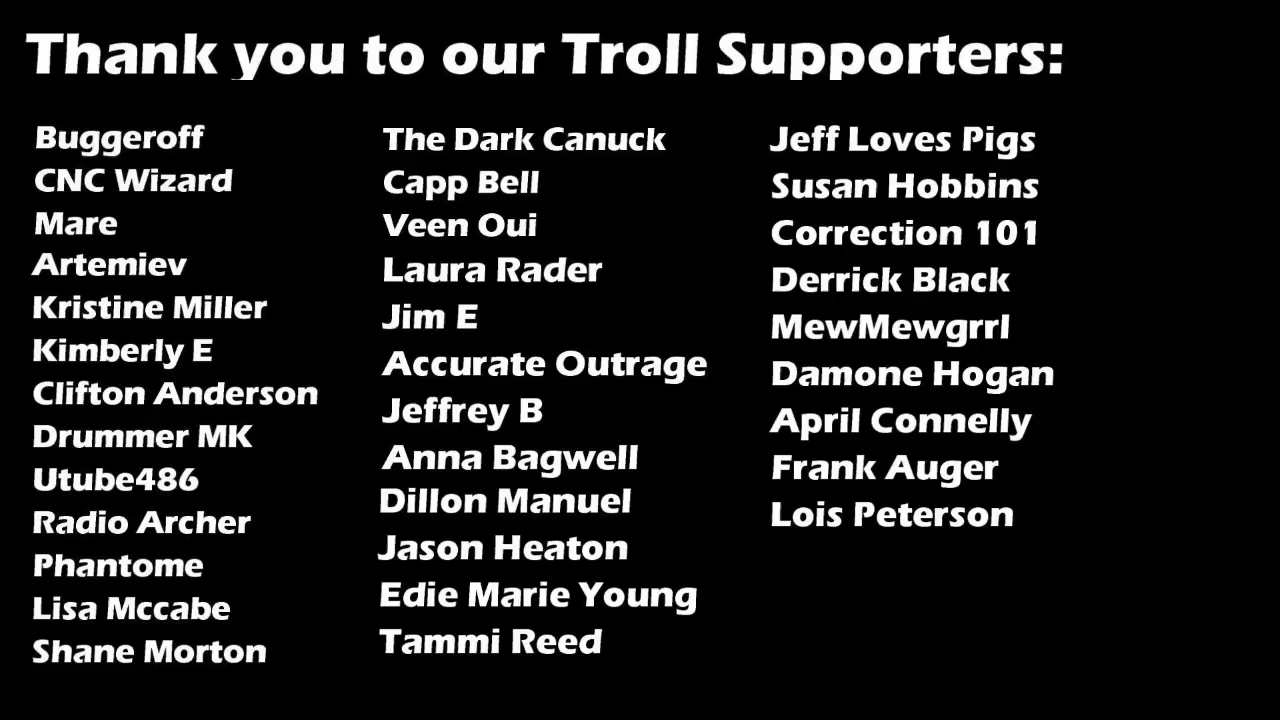 Thank you to our Troll Supporters:
Buggeroff
CNC Wizard
Mare
Artemiev
Kristine Miller
Kimberly E
Clifton Anderson
Drummer MK
Utube486
Radio Archer
Phantome
Lisa Mccabe
Shane Morton
The Dark Canuck
Capp Bell
Veen Oui
Laura Rader
Jim E
Accurate Outrage
Jeffrey B
Anna Bagwell
Dillon Manuel
Jason Heaton
Edie Marie Young
Tammi Reed
Jeff Loves Pigs
Susan Hobbins
Correction 101
Derrick Black
MewMewgrrl
Damone Hogan
April Connelly
Frank Auger
Lois Peterson